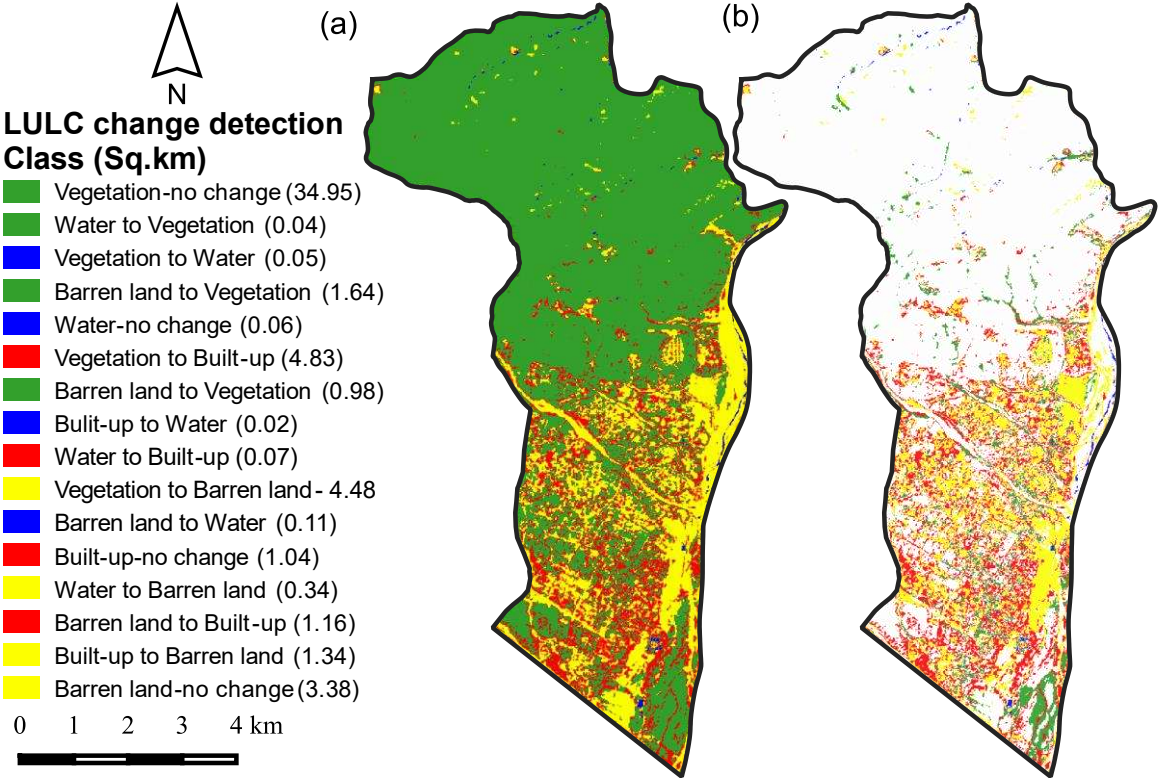 (a)
(b)
N
LULC change detection
Class (Sq.km)
Vegetation-no change (34.95)
Water to Vegetation (0.04)
Vegetation to Water (0.05)
Barren land to Vegetation (1.64)
Water-no change (0.06)
Vegetation to Built-up (4.83)
Barren land to Vegetation (0.98)
Bulit-up to Water (0.02)
Water to Built-up (0.07)
Vegetation to Barren land- 4.48
Barren land to Water (0.11)
Built-up-no change (1.04)
Water to Barren land (0.34)
Barren land to Built-up (1.16)
Built-up to Barren land (1.34)
Barren land-no change (3.38)
0 1 2 3 4 km